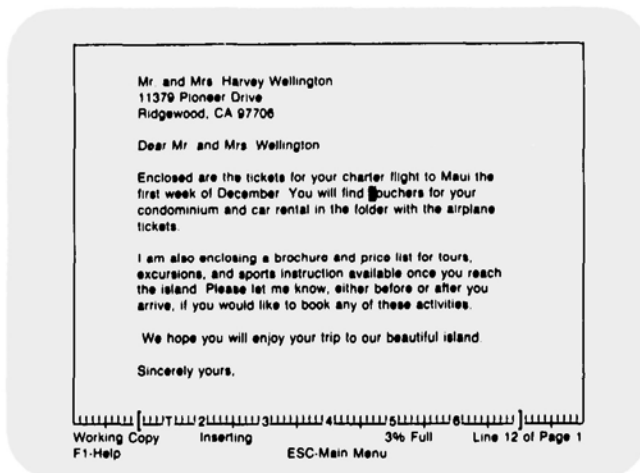 Mr. and Mrs. Harvey Wellington
11379 Pioneer Drive
Ridgewood, CA 97706
Dear Mr. and Mrs. Wellington
Enclosed are the tickets for your charter flight to Maui the
first week of December. You will find vouchers for your
condominium and car rental in the folder with the airplane
tickets.
I am also enclosing a brochure and price list for tours,
excursions, and sports instruction available once you reach
the island. Please let me know, either before or after you
arrive, if you would like to book any of these activities.
We hope you will enjoy your trip to our beautiful island.
Sincerely yours,
[ T 2 3 4 5 6 ]
Working Copy Inserting 3% Full Line 12 of Page 1
F1-Help ESC-Main Menu